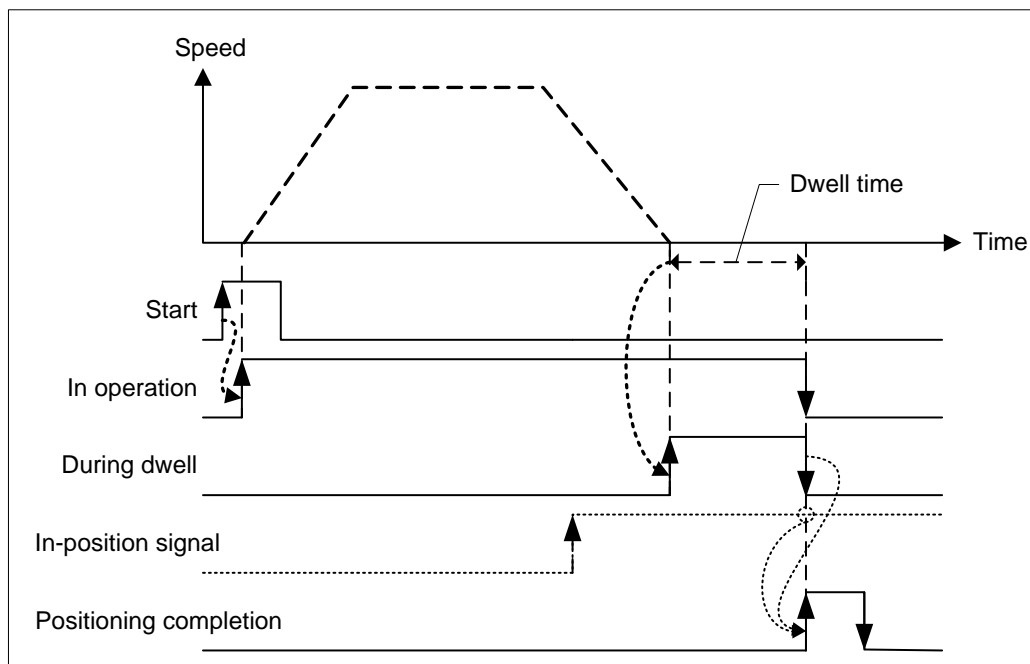 Speed
Dwell time
Time
Start
In operation
During dwell
In-position signal
Positioning completion